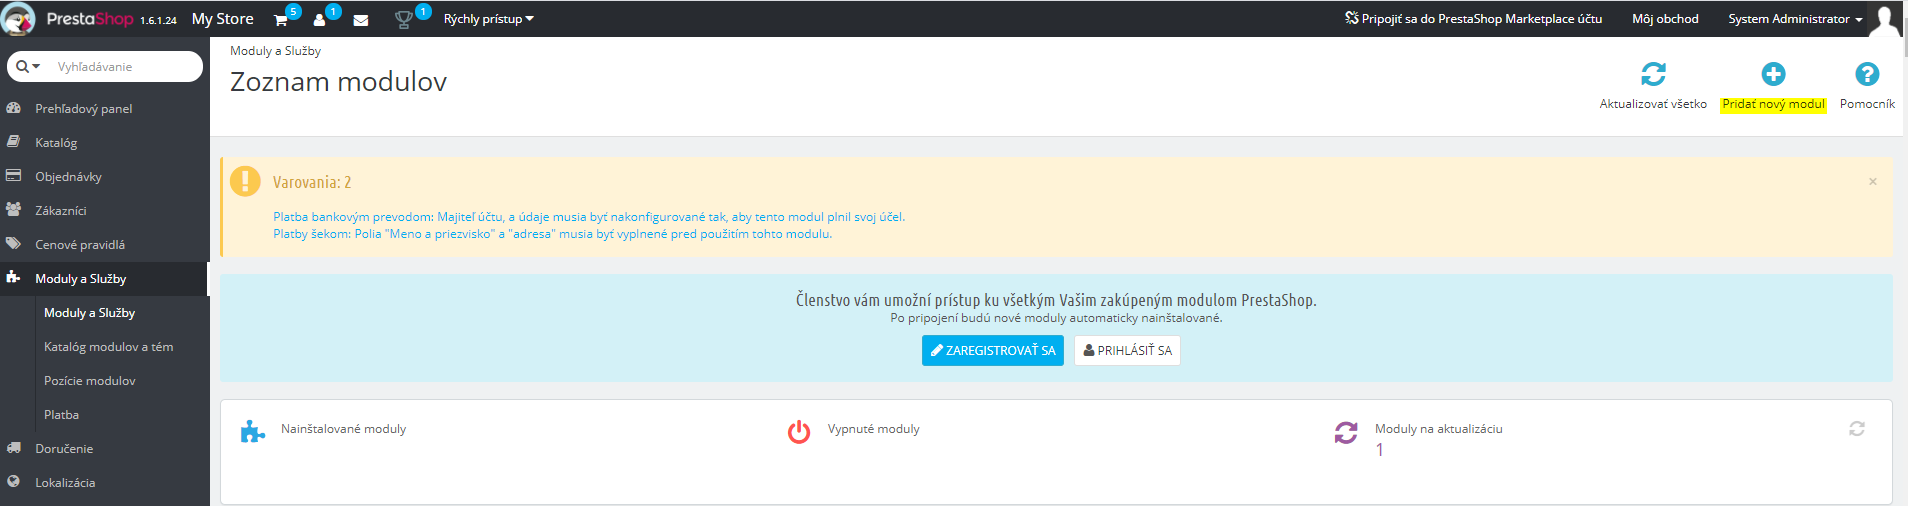 PrestaShop 1.6.1.24 My Store 5 1 1 Rýchly prístup Pripojiť sa do PrestaShop Marketplace účtu Môj obchod System Administrator
Vyhľadávanie
Prehľadový panel
Katalóg
Objednávky
Zákazníci
Cenové pravidlá
Moduly a Služby
Moduly a Služby
Katalóg modulov a tém
Pozície modulov
Platba
Doručenie
Lokalizácia
Moduly a Služby
Zoznam modulov
Aktualizovať všetko Pridať nový modul Pomocník
Varovania: 2
×
Platba bankovým prevodom: Majiteľ účtu, a údaje musia byť nakonfigurované tak, aby tento modul plnil svoj účel.
Platby šekom: Polia "Meno a priezvisko" a "adresa" musia byť vyplnené pred použitím tohto modulu.
Členstvo vám umožní prístup ku všetkým Vašim zakúpeným modulom PrestaShop.
Po pripojení budú nové moduly automaticky nainštalované.
ZAREGISTROVAŤ SA PRIHLÁSIŤ SA
Nainštalované moduly Vypnuté moduly Moduly na aktualizáciu
1